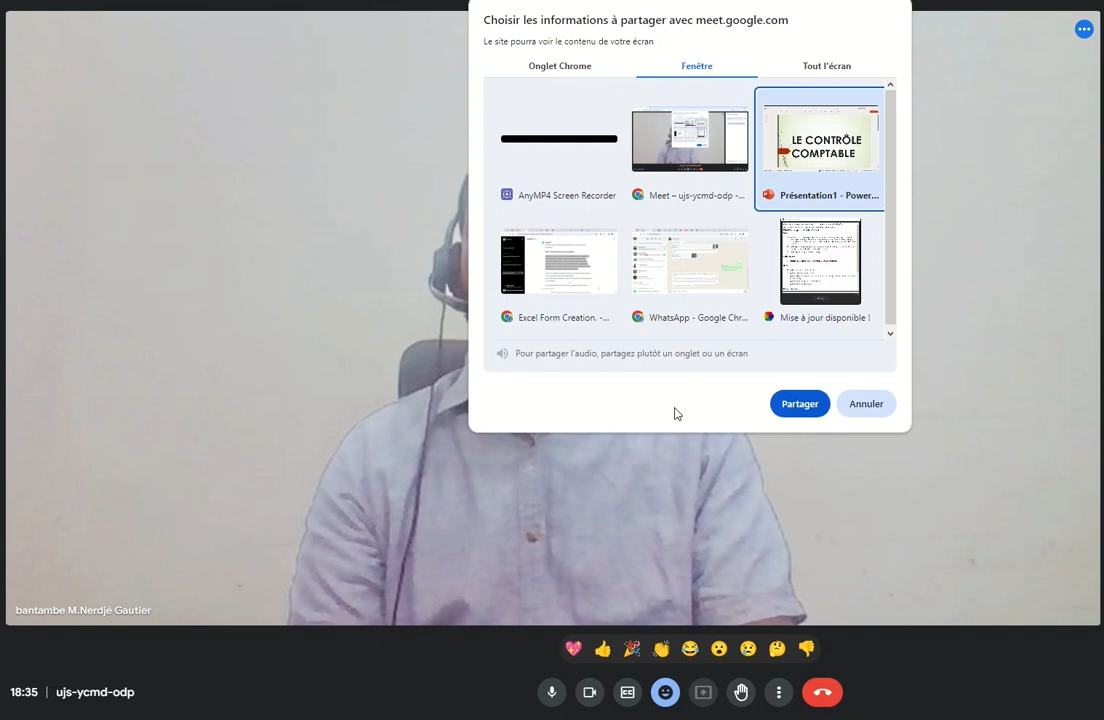 Choisir les informations à partager avec meet.google.com
Le site pourra voir le contenu de votre écran
Onglet Chrome
Fenêtre
Tout l'écran
LE CONTRÔLE
COMPTABLE
AnyMP4 Screen Recorder
Meet – ujs-ycmd-odp -...
Présentation1 - Power...
Excel Form Creation. -...
WhatsApp - Google Chr...
Mise à jour disponible !
Pour partager l'audio, partagez plutôt un onglet ou un écran
Partager
Annuler
bantambe M.Nerdjé Gautier
18:35 | ujs-ycmd-odp